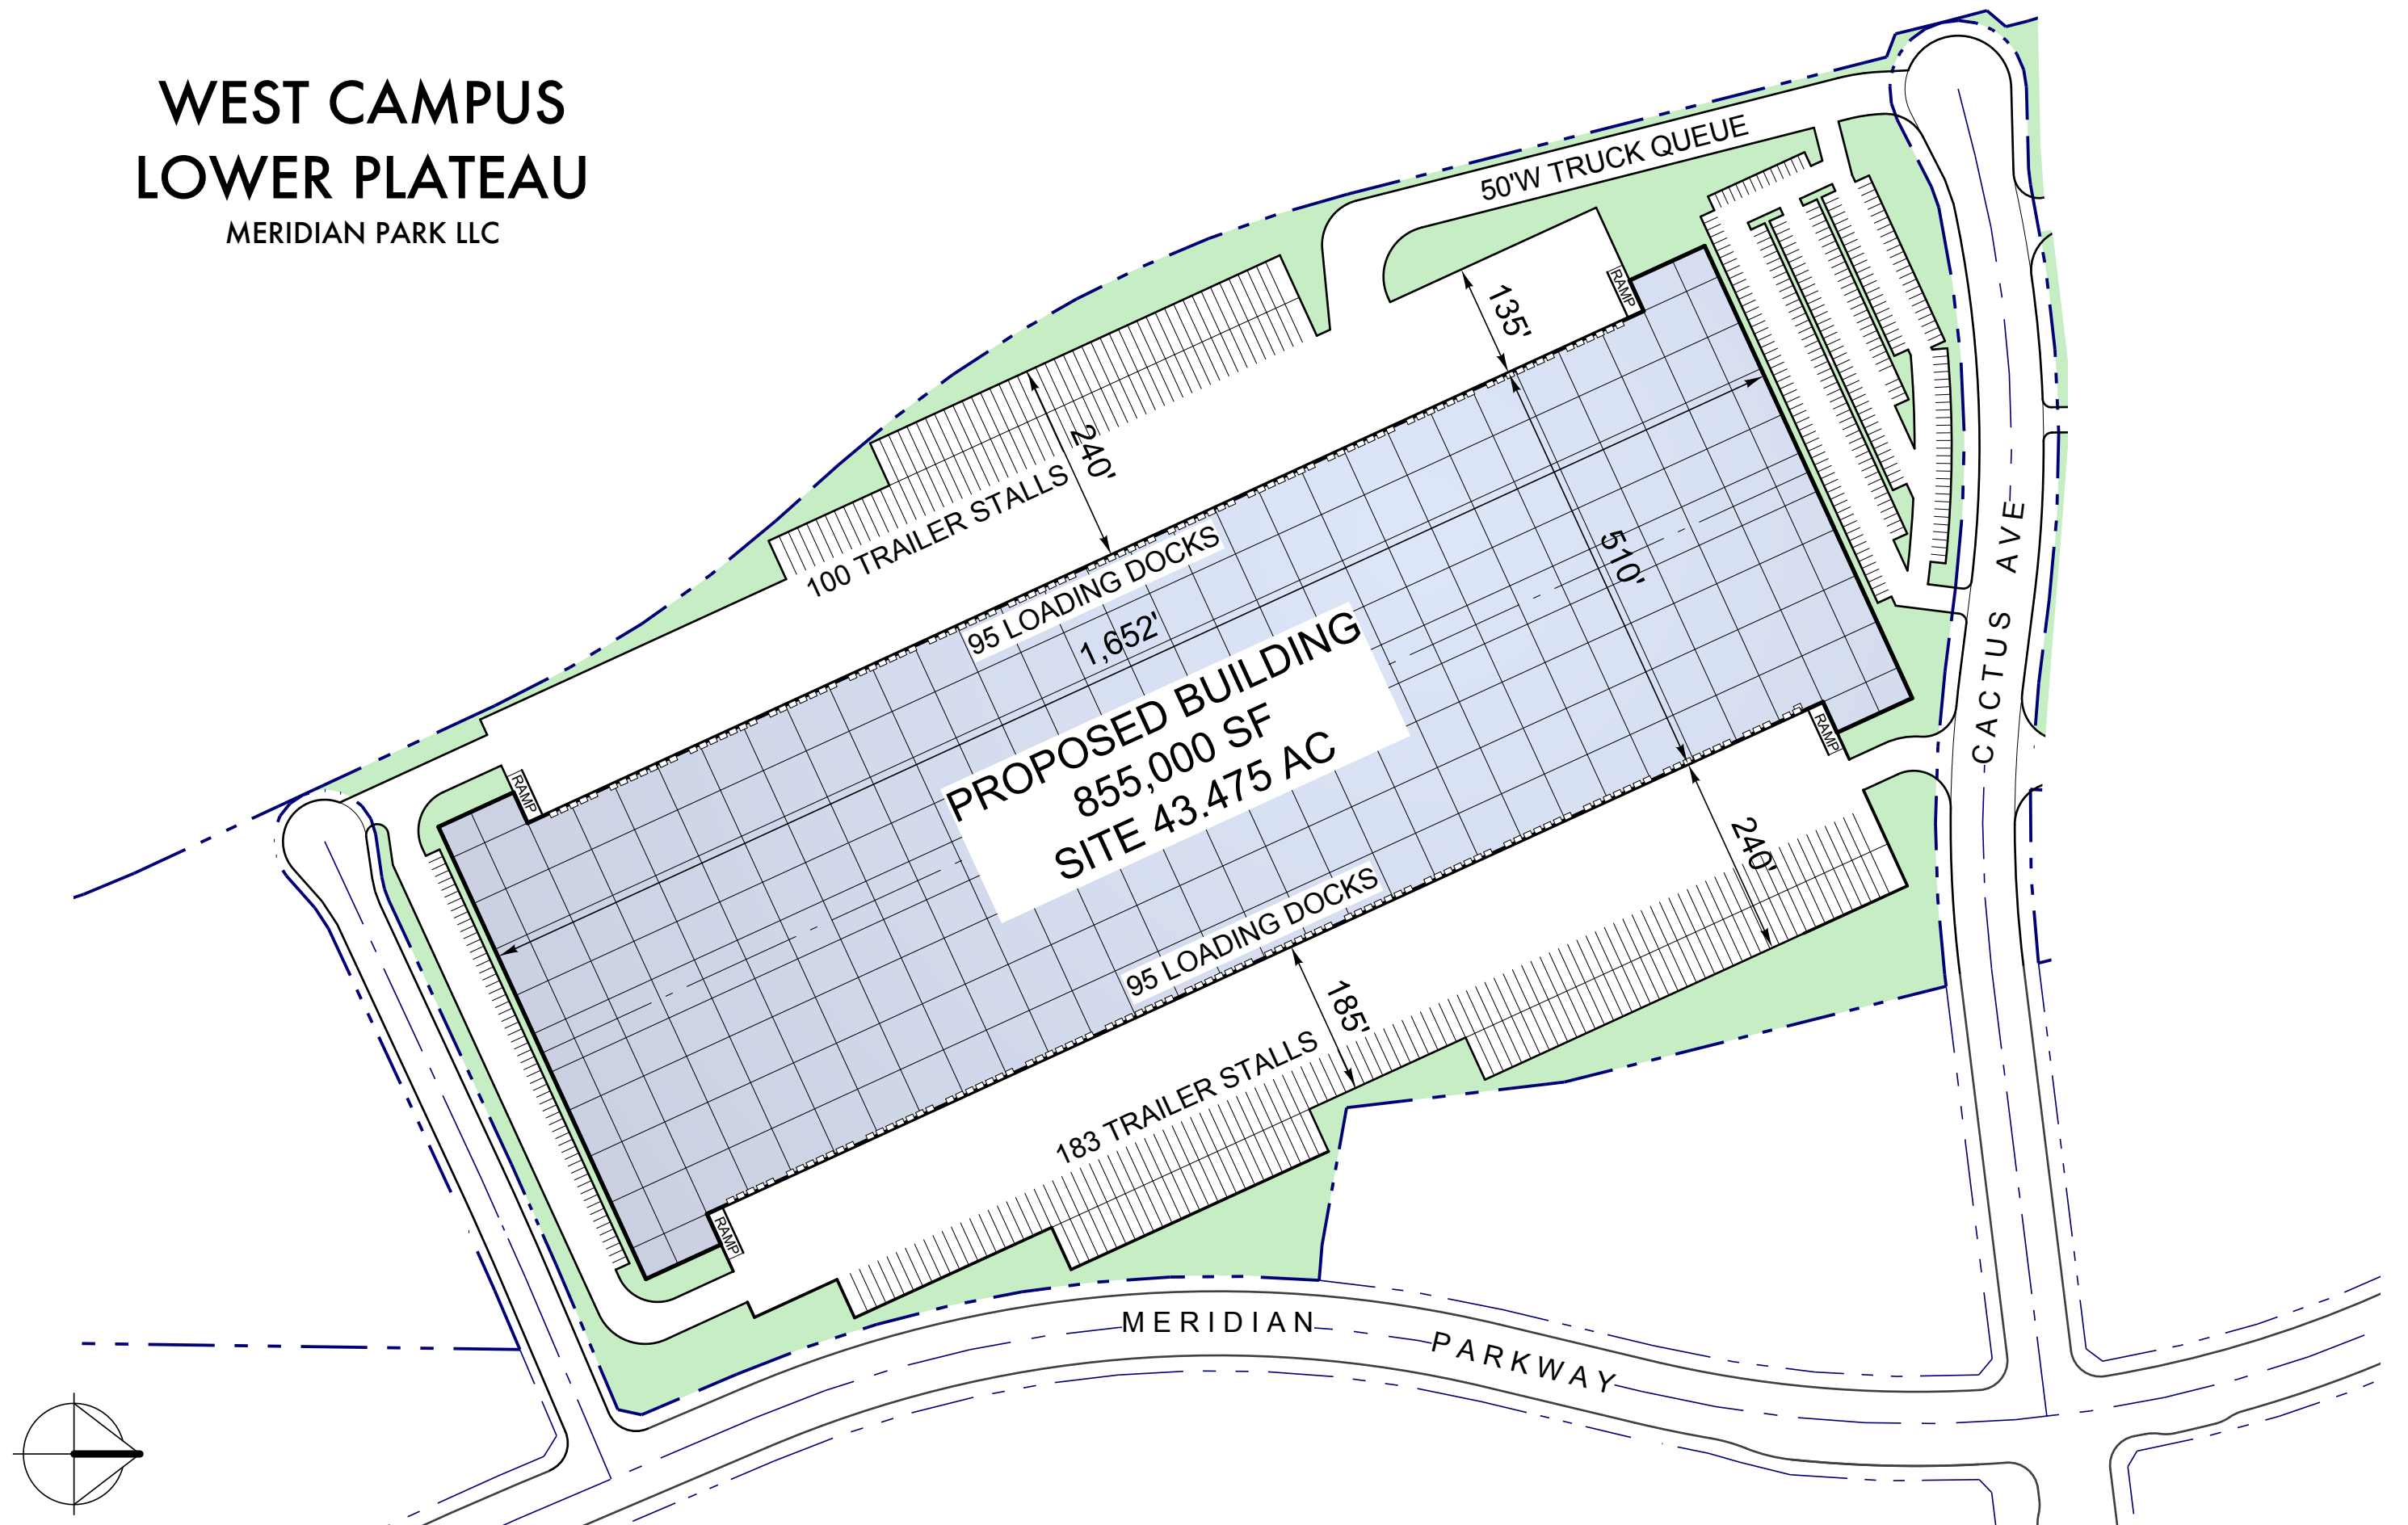 WEST CAMPUS
LOWER PLATEAU
MERIDIAN PARK LLC
50'W TRUCK QUEUE
RAMP
135'
240'
100 TRAILER STALLS
95 LOADING DOCKS
1,652'
510'
PROPOSED BUILDING
855,000 SF
SITE 43.475 AC
CACTUS AVE
RAMP
RAMP
240'
95 LOADING DOCKS
185'
183 TRAILER STALLS
RAMP
MERIDIAN
PARKWAY